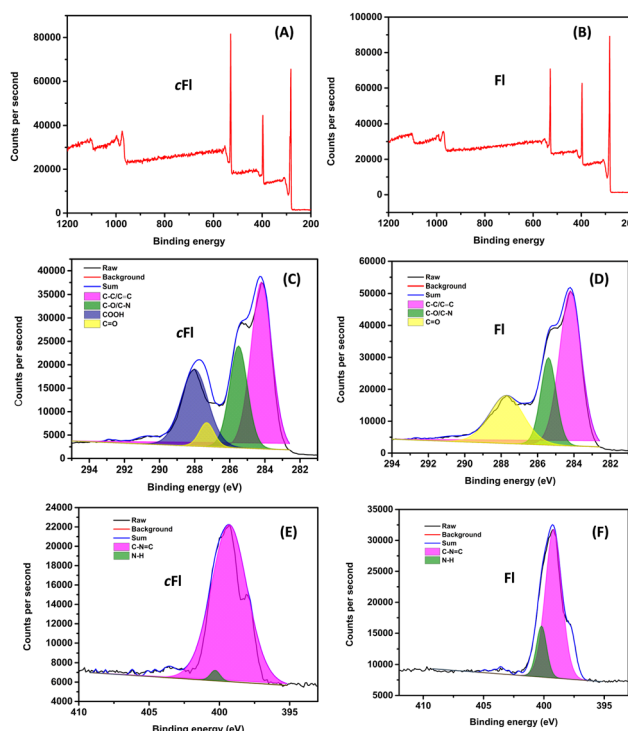 (A)
cFl
Counts per second
80000
60000
40000
20000
0
1200 1000 800 600 400 200
Binding energy
(B)
Fl
Counts per second
100000
80000
60000
40000
20000
0
1200 1000 800 600 400 200
Binding energy
(C)
cFl
Raw
Background
Sum
C-C/C=C
C-O/C-N
COOH
C=O
Counts per second
40000
35000
30000
25000
20000
15000
10000
5000
0
294 292 290 288 286 284 282
Binding energy (eV)
(D)
Fl
Raw
Background
Sum
C-C/C=C
C-O/C-N
C=O
Counts per second
60000
50000
40000
30000
20000
10000
0
294 292 290 288 286 284 282
Binding energy (eV)
(E)
cFl
Raw
Background
Sum
C-N=C
N-H
Counts per second
24000
22000
20000
18000
16000
14000
12000
10000
8000
6000
4000
410 405 400 395
Binding energy (eV)
(F)
Fl
Raw
Background
Sum
C-N=C
N-H
Counts per second
35000
30000
25000
20000
15000
10000
5000
410 405 400 395
Binding energy (eV)